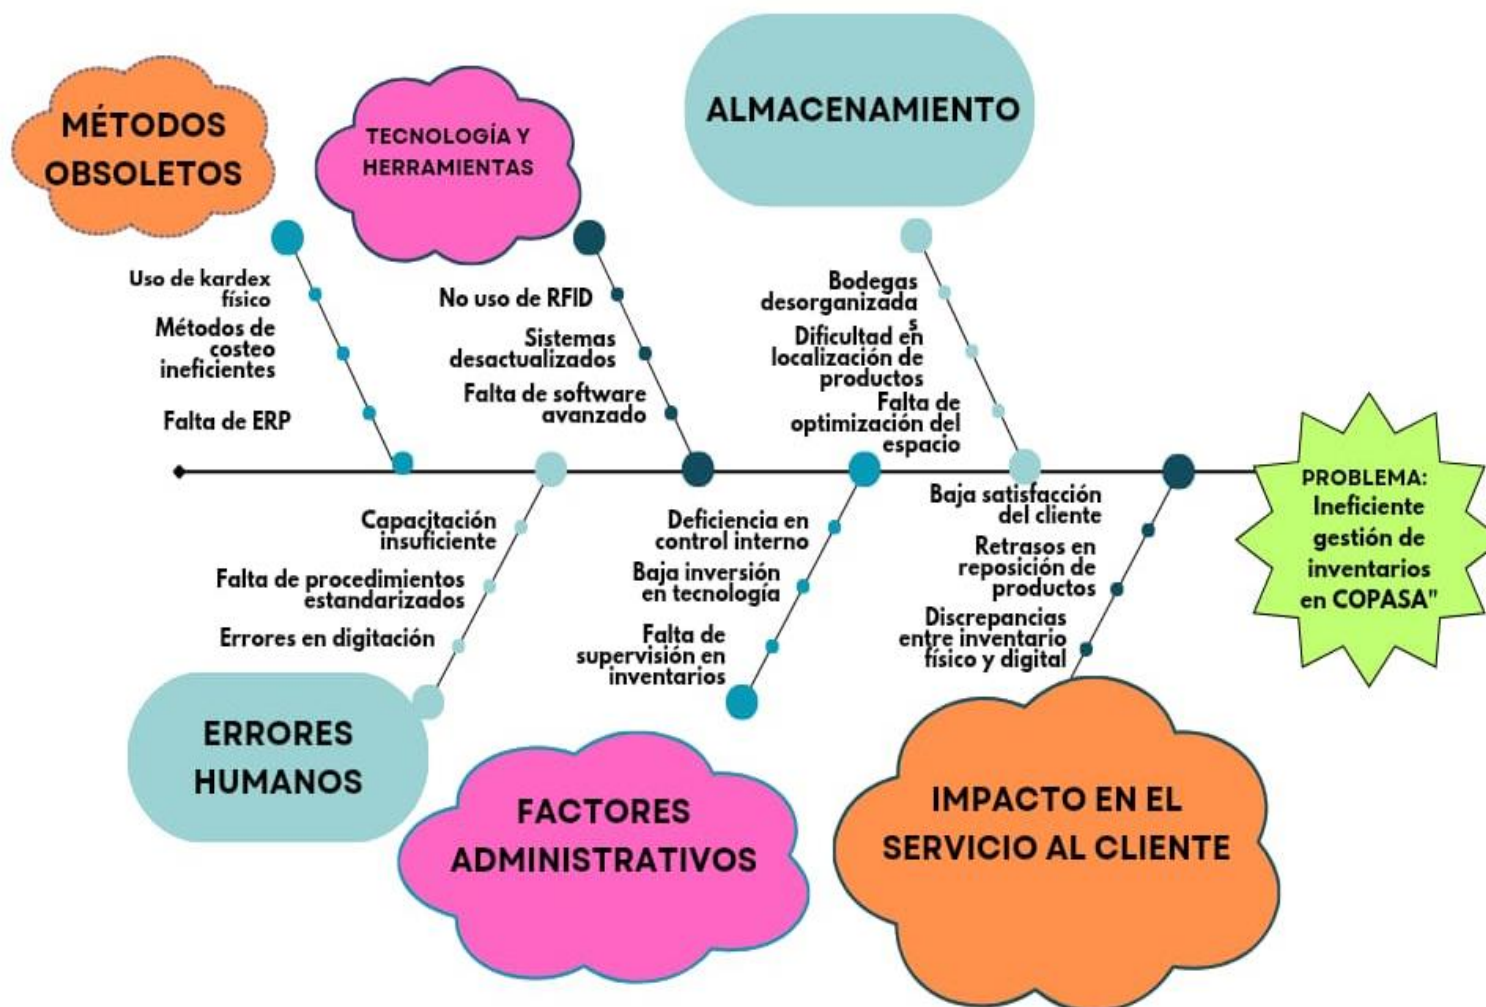 MÉTODOS
OBSOLETOS
TECNOLOGÍA Y
HERRAMIENTAS
ALMACENAMIENTO
Uso de kardex
físico
Métodos de
costeo
ineficientes
Falta de ERP
No uso de RFID
Sistemas
desactualizados
Falta de software
avanzado
Bodegas
desorganizada
s
Dificultad en
localización de
productos
Falta de
optimización del
espacio
PROBLEMA:
Ineficiente
gestión de
inventarios
en COPASA"
Capacitación
insuficiente
Falta de procedimientos
estandarizados
Errores en digitación
Deficiencia en
control interno
Baja inversión
en tecnología
Falta de
supervisión en
inventarios
Baja satisfacción
del cliente
Retrasos en
reposición de
productos
Discrepancias
entre inventario
físico y digital
ERRORES
HUMANOS
FACTORES
ADMINISTRATIVOS
IMPACTO EN EL
SERVICIO AL CLIENTE